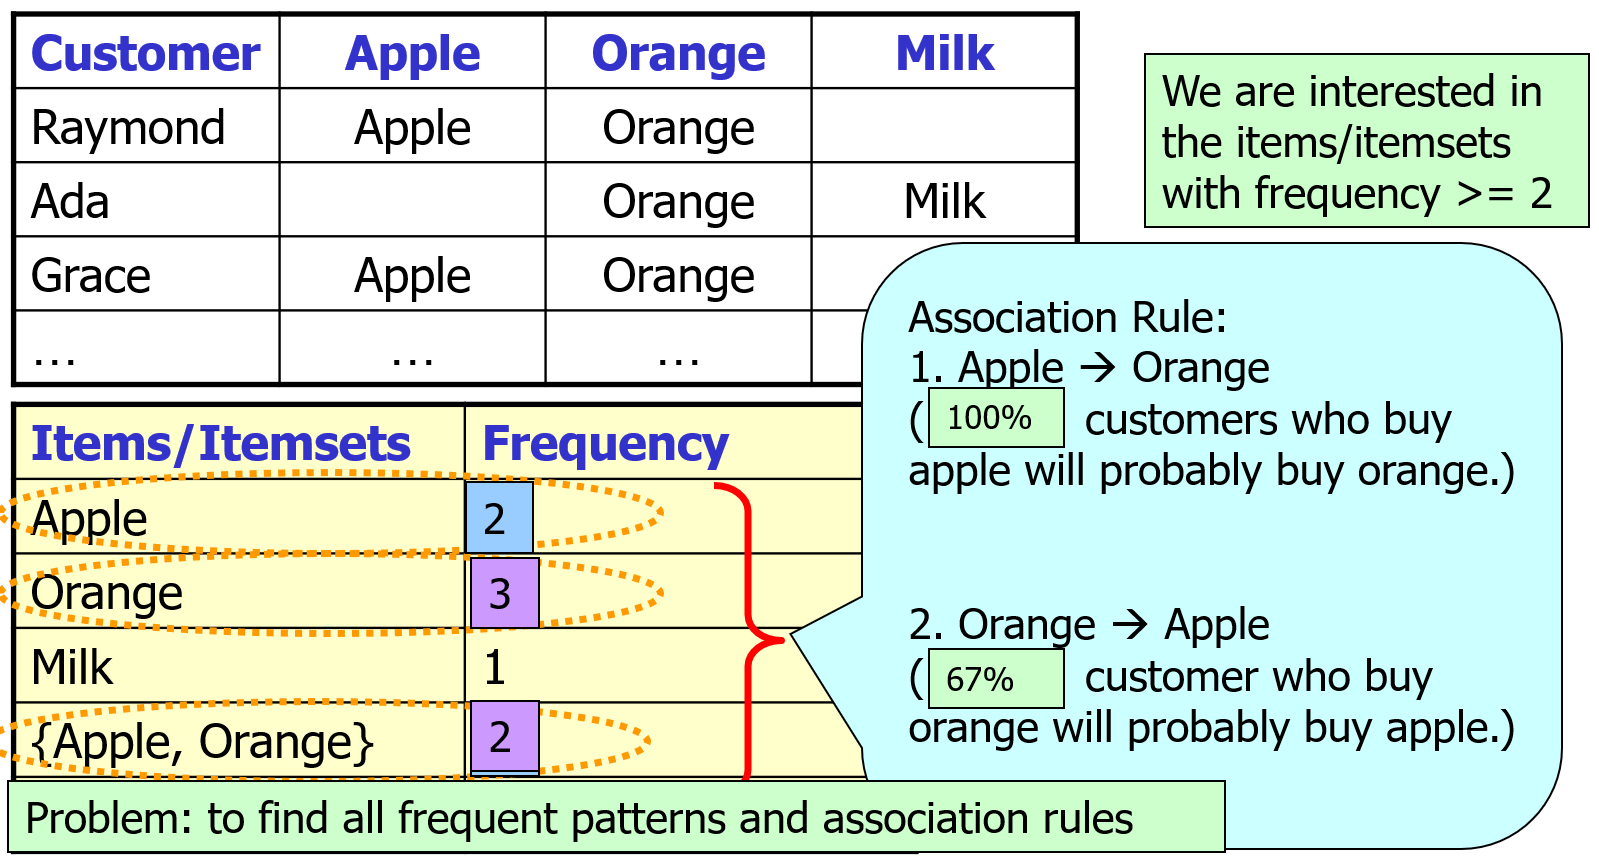 Customer Apple Orange Milk
Raymond Apple Orange
Ada Orange Milk
Grace Apple Orange
... ... ...
We are interested in
the items/itemsets
with frequency >= 2
Items/Itemsets Frequency
Apple 2
Orange 3
Milk 1
{Apple, Orange} 2
Association Rule:
1. Apple → Orange
( 100% customers who buy
apple will probably buy orange.)
2. Orange → Apple
( 67% customer who buy
orange will probably buy apple.)
Problem: to find all frequent patterns and association rules